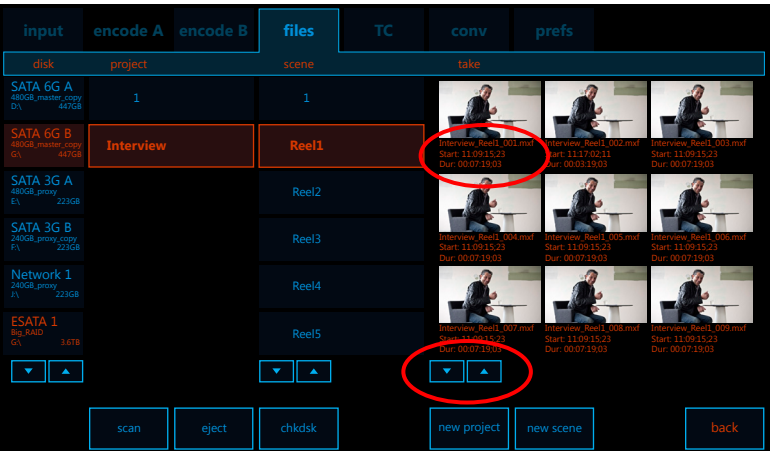 input encode A encode B files TC conv prefs
disk project scene take
SATA 6G A
480GB_master_copy
D:\ 447GB
SATA 6G B
480GB_master_copy
G:\ 447GB
SATA 3G A
480GB_proxy
E:\ 223GB
SATA 3G B
240GB_proxy_copy
F:\ 223GB
Network 1
240GB_proxy
J:\ 223GB
ESATA 1
Big_RAID
G:\ 3.6TB
1
Interview
1
Reel1
Reel2
Reel3
Reel4
Reel5
Interview_Reel1_001.mxf
Start: 11:09:15;23
Dur: 00:07:19;03
Interview_Reel1_002.mxf
Start: 11:17:02;11
Dur: 00:03:19;03
Interview_Reel1_003.mxf
Start: 11:09:15;23
Dur: 00:07:19;03
Interview_Reel1_004.mxf
Start: 11:09:15;23
Dur: 00:07:19;03
Interview_Reel1_005.mxf
Start: 11:09:15;23
Dur: 00:07:19;03
Interview_Reel1_006.mxf
Start: 11:09:15;23
Dur: 00:07:19;03
Interview_Reel1_007.mxf
Start: 11:09:15;23
Dur: 00:07:19;03
Interview_Reel1_008.mxf
Start: 11:09:15;23
Dur: 00:07:19;03
Interview_Reel1_009.mxf
Start: 11:09:15;23
Dur: 00:07:19;03
scan eject chkdsk new project new scene back